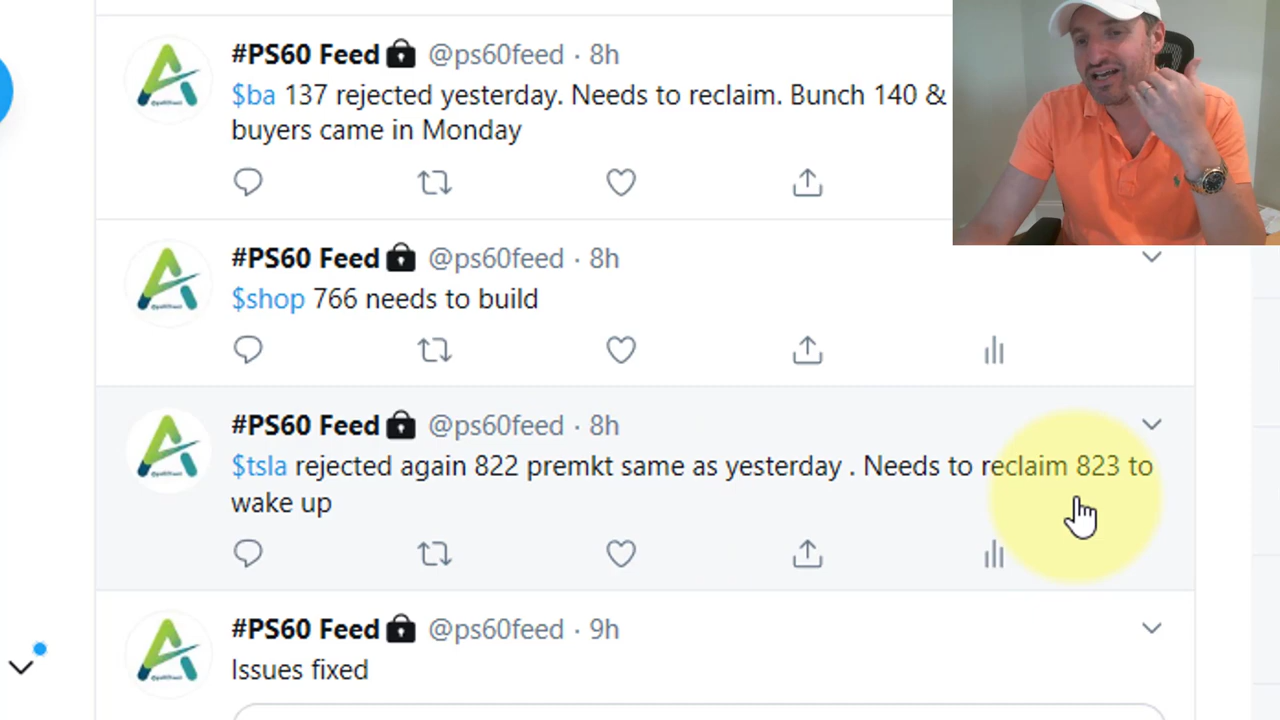 #PS60 Feed @ps60feed · 8h
$ba 137 rejected yesterday. Needs to reclaim. Bunch 140 &
buyers came in Monday
#PS60 Feed @ps60feed · 8h
$shop 766 needs to build
#PS60 Feed @ps60feed · 8h
$tsla rejected again 822 premkt same as yesterday . Needs to reclaim 823 to
wake up
#PS60 Feed @ps60feed · 9h
Issues fixed